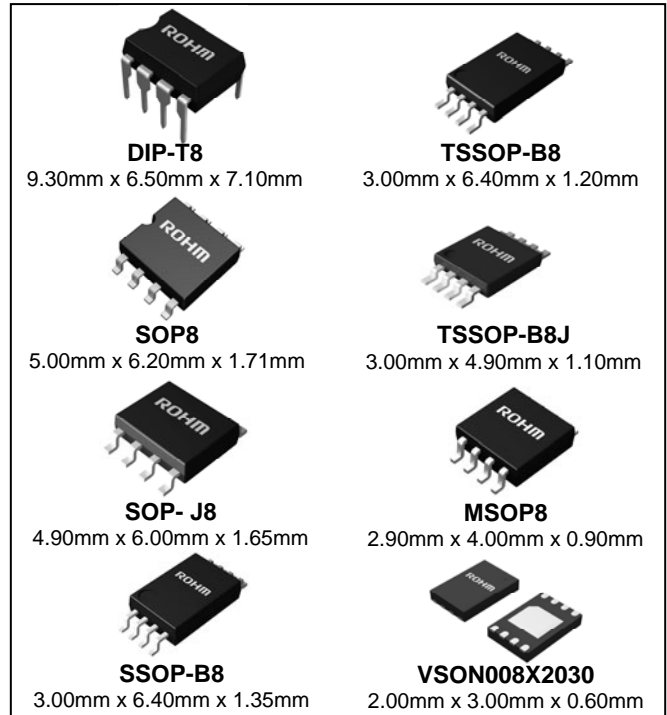 ROHM
DIP-T8
9.30mm x 6.50mm x 7.10mm
ROHM
TSSOP-B8
3.00mm x 6.40mm x 1.20mm
ROHM
SOP8
5.00mm x 6.20mm x 1.71mm
ROHM
TSSOP-B8J
3.00mm x 4.90mm x 1.10mm
ROHM
SOP- J8
4.90mm x 6.00mm x 1.65mm
ROHM
MSOP8
2.90mm x 4.00mm x 0.90mm
ROHM
SSOP-B8
3.00mm x 6.40mm x 1.35mm
ROHM
VSON008X2030
2.00mm x 3.00mm x 0.60mm